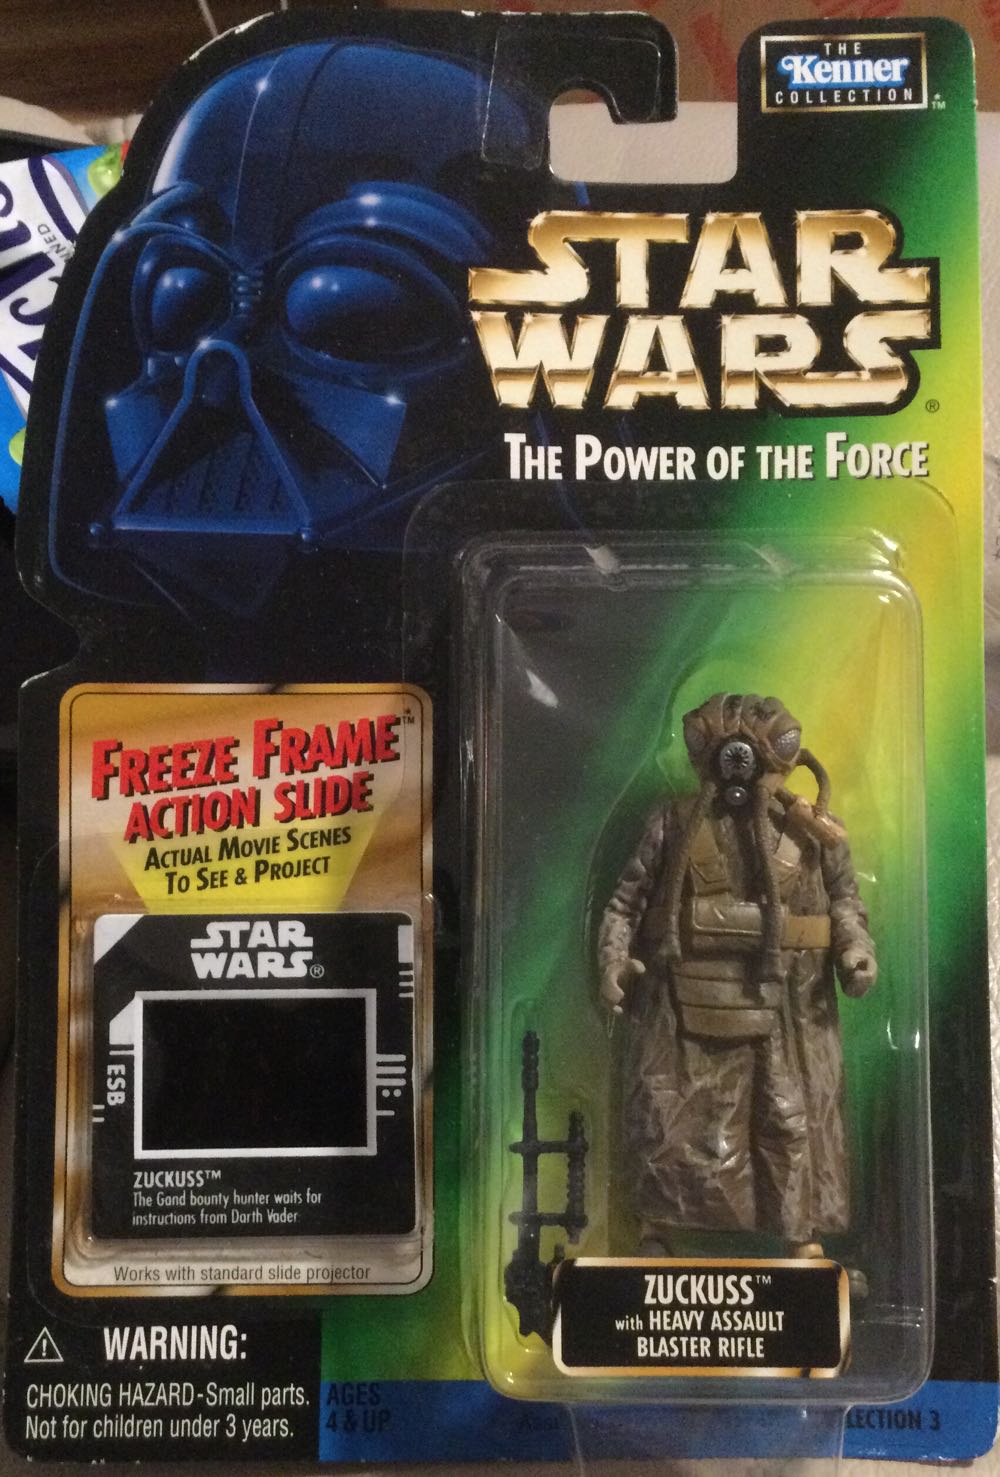 THE
Kenner
COLLECTION
™
STAR
WARS
®
THE POWER OF THE FORCE
FREEZE FRAME™
ACTION SLIDE
ACTUAL MOVIE SCENES
TO SEE & PROJECT
STAR
WARS®
ESB
ZUCKUSS™
The Gand bounty hunter waits for
instructions from Darth Vader
Works with standard slide projector
ZUCKUSS™
with HEAVY ASSAULT
BLASTER RIFLE
WARNING:
CHOKING HAZARD-Small parts.
Not for children under 3 years.
AGES
4 & UP
LECTION 3